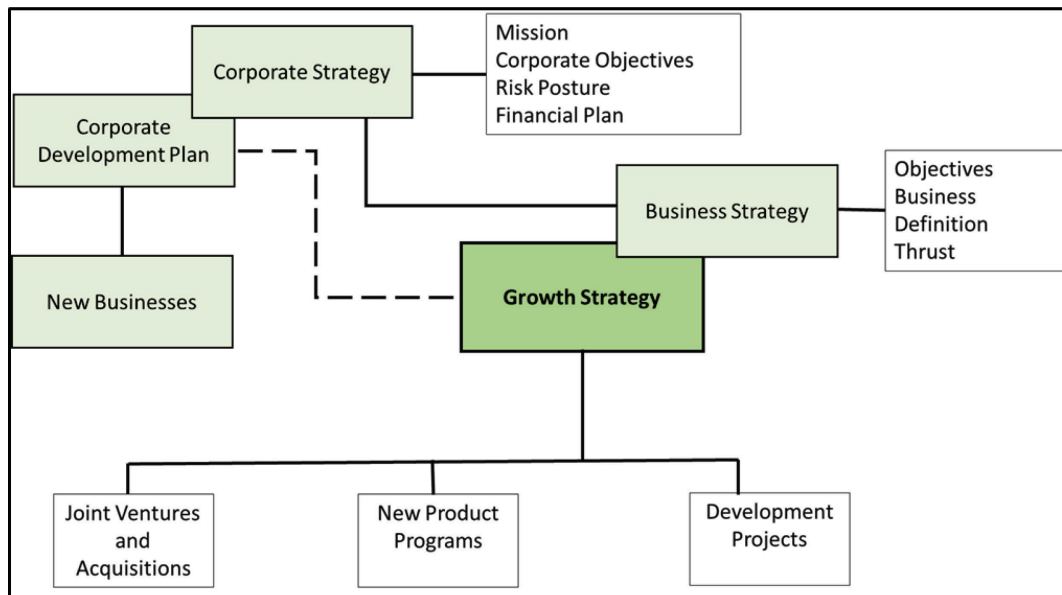 Corporate Strategy
Mission
Corporate Objectives
Risk Posture
Financial Plan
Corporate
Development Plan
Business Strategy
Objectives
Business
Definition
Thrust
New Businesses
Growth Strategy
Joint Ventures
and
Acquisitions
New Product
Programs
Development
Projects